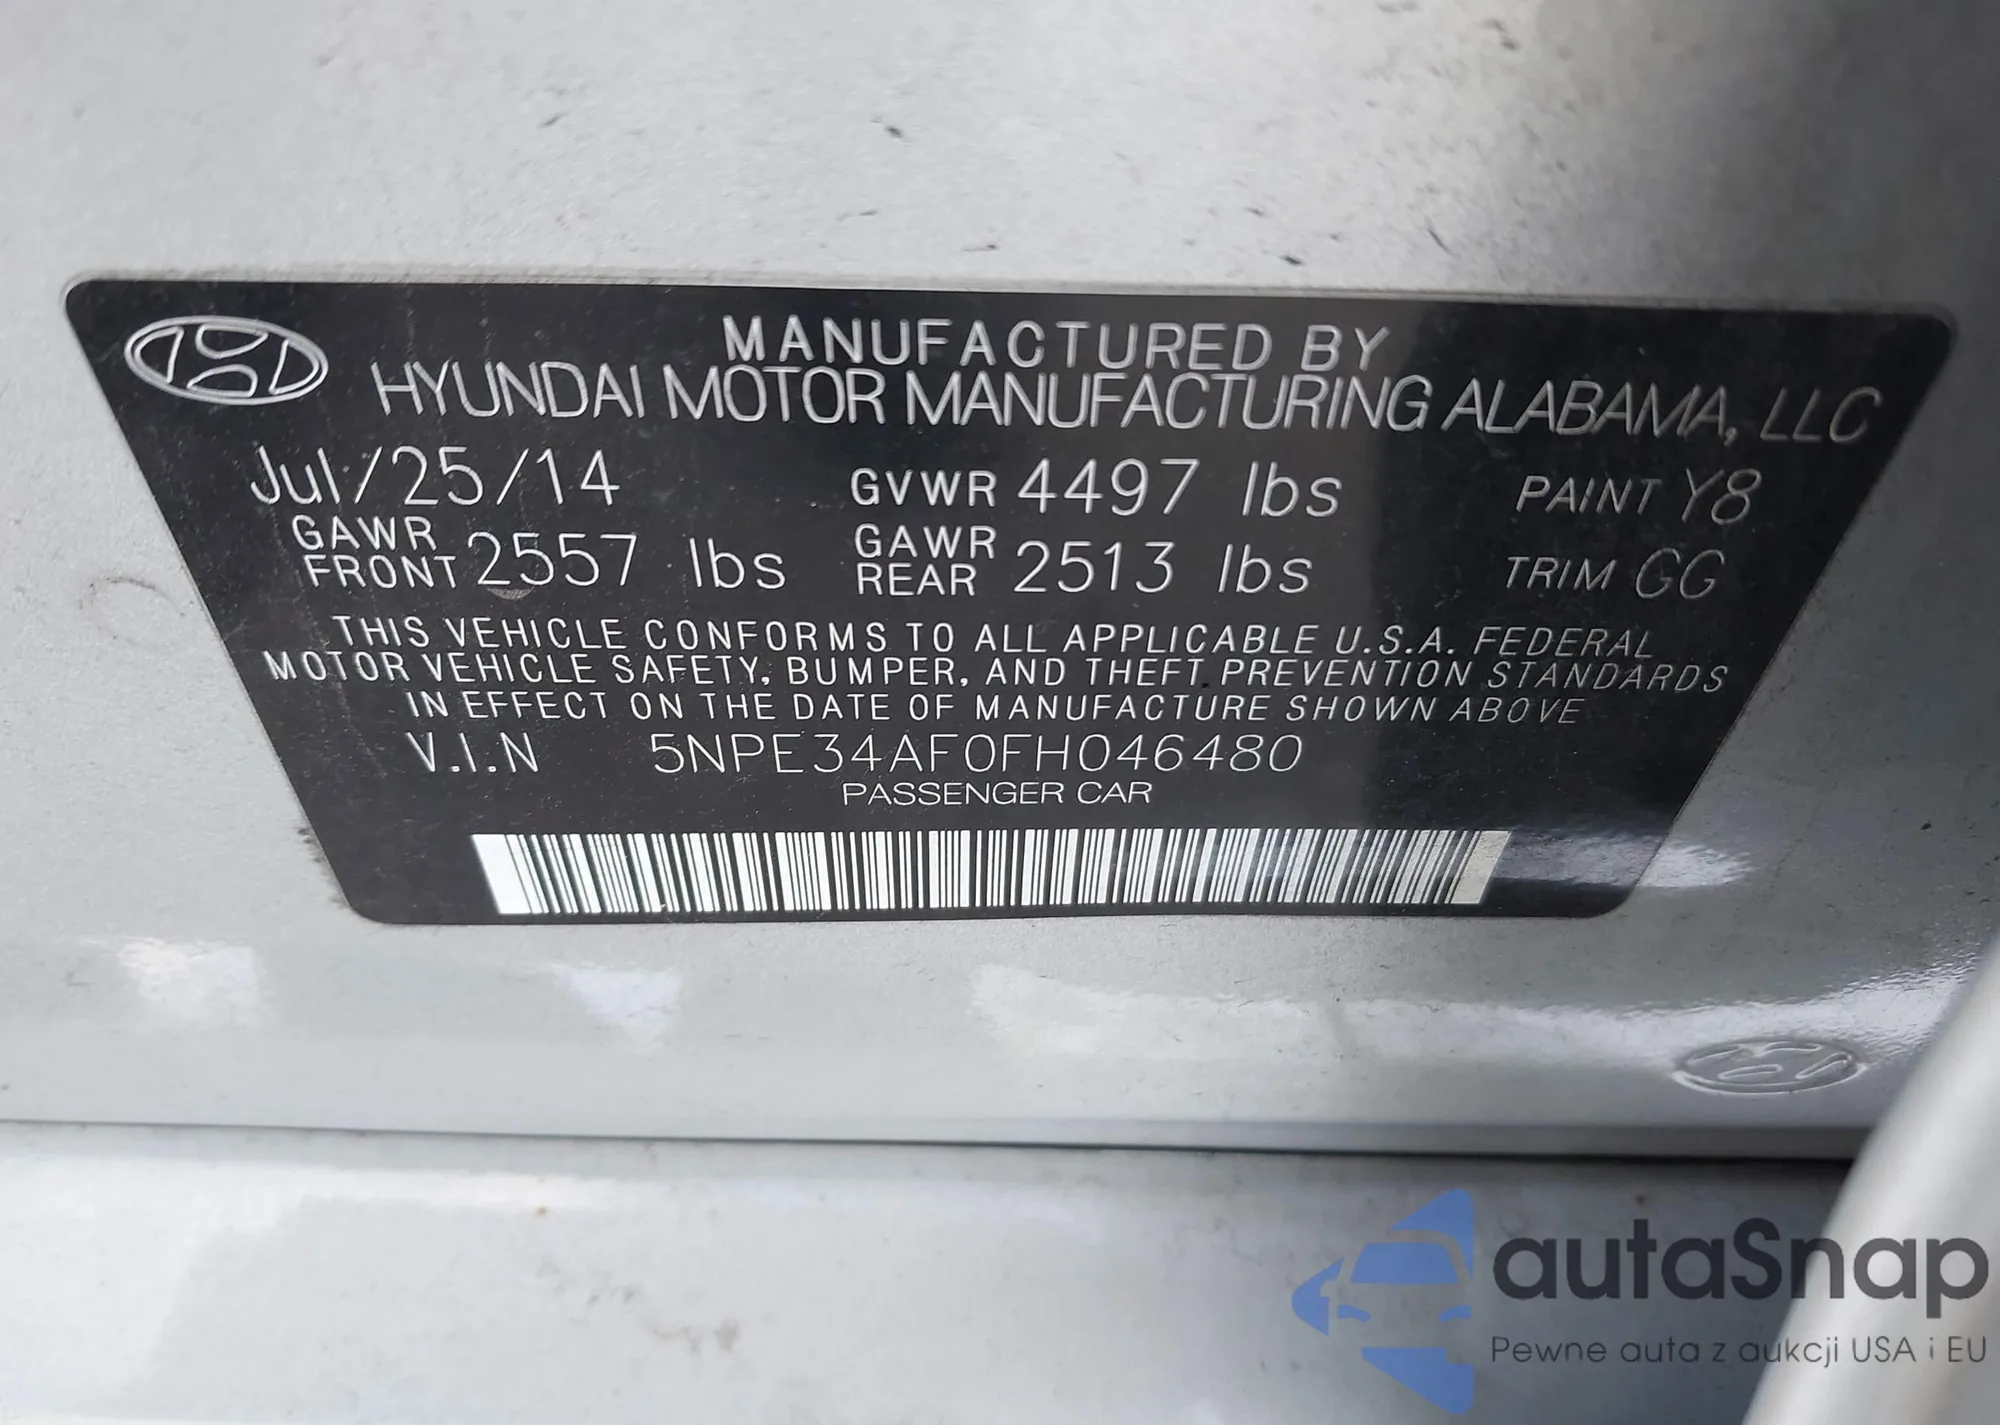 MANUFACTURED BY
HYUNDAI MOTOR MANUFACTURING ALABAMA, LLC
Jul/25/14 GVWR 4497 lbs PAINT Y8
GAWR FRONT 2557 lbs GAWR REAR 2513 lbs TRIM GG
THIS VEHICLE CONFORMS TO ALL APPLICABLE U.S.A. FEDERAL
MOTOR VEHICLE SAFETY, BUMPER, AND THEFT PREVENTION STANDARDS
IN EFFECT ON THE DATE OF MANUFACTURE SHOWN ABOVE
V.I.N 5NPE34AF0FH046480
PASSENGER CAR
autaSnap
Pewne auta z aukcji USA i EU